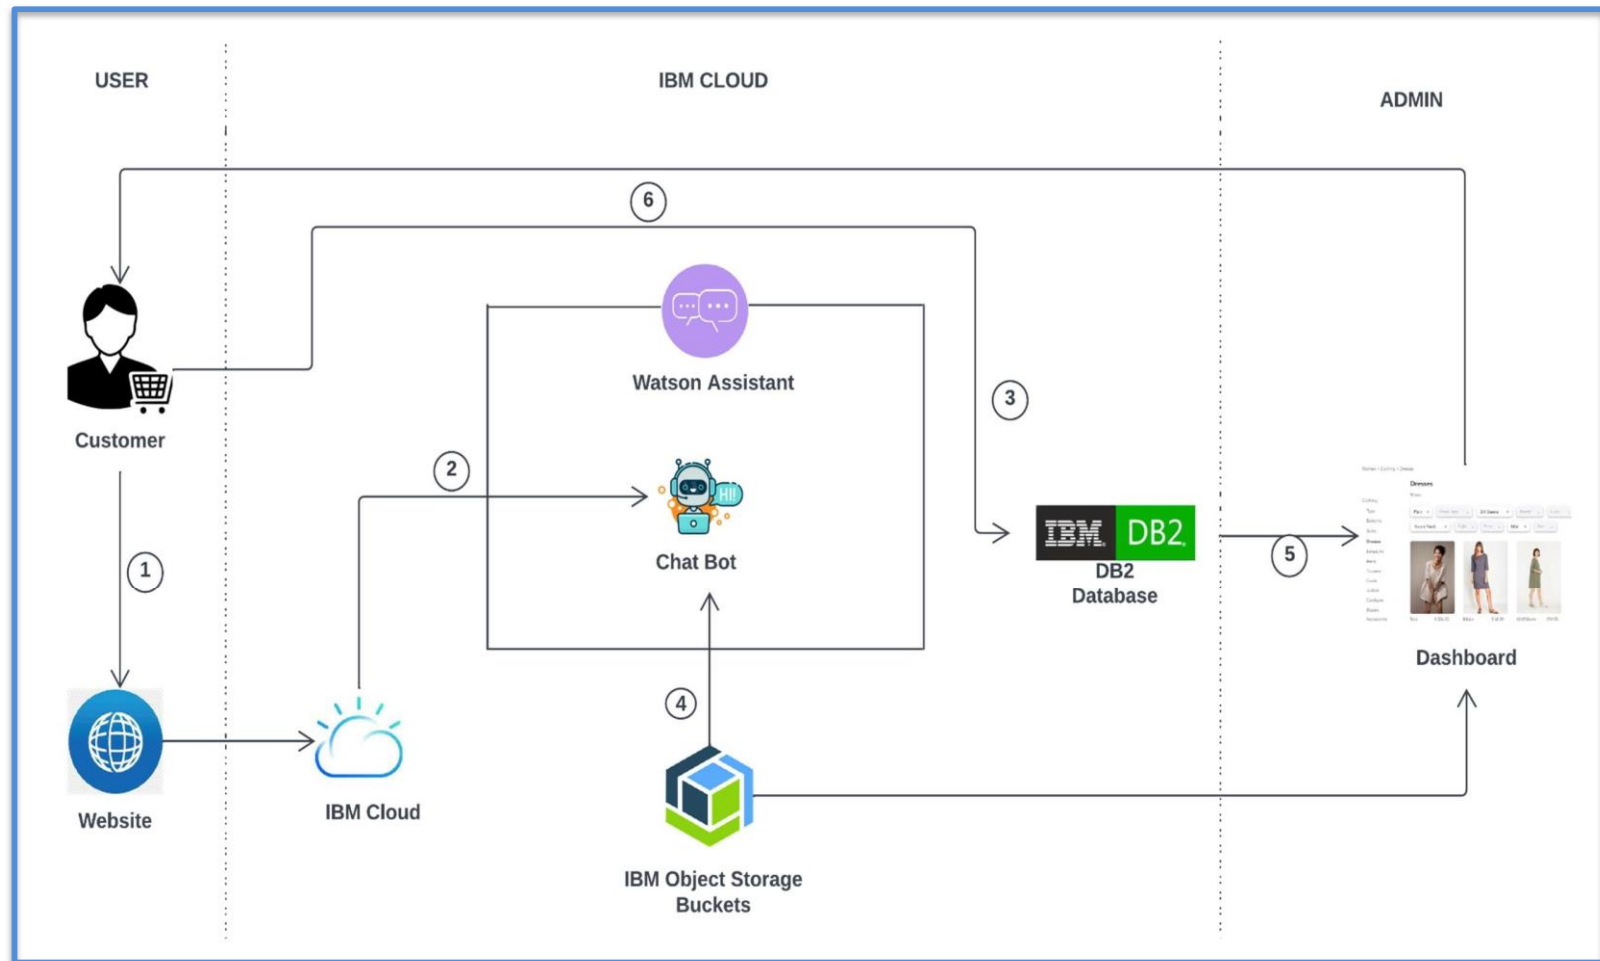 USER
IBM CLOUD
ADMIN
6
Watson Assistant
3
Customer
2
HI!
Chat Bot
1
IBM DB2
DB2
Database
5
Dresses
Dashboard
4
Website
IBM Cloud
IBM Object Storage
Buckets